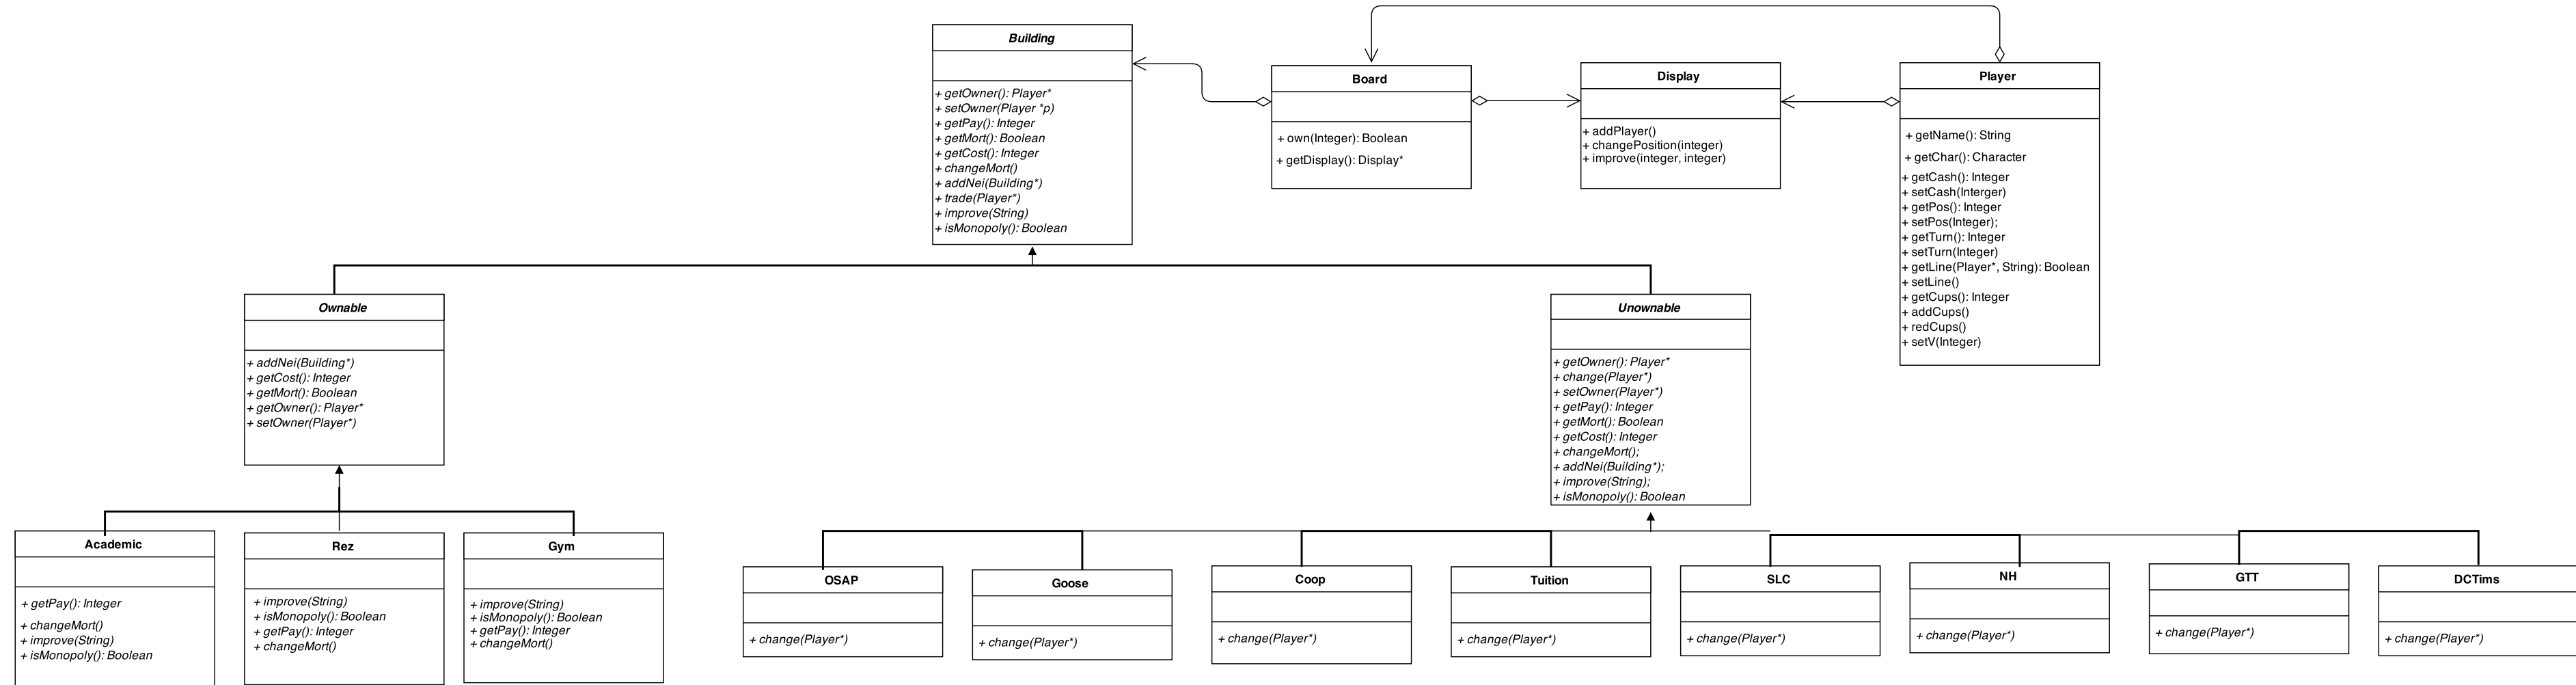 Building
+ getOwner(): Player*
+ setOwner(Player *p)
+ getPay(): Integer
+ getMort(): Boolean
+ getCost(): Integer
+ changeMort()
+ addNei(Building*)
+ trade(Player*)
+ improve(String)
+ isMonopoly(): Boolean
Board
+ own(Integer): Boolean
+ getDisplay(): Display*
Display
+ addPlayer()
+ changePosition(integer)
+ improve(integer, integer)
Player
+ getName(): String
+ getChar(): Character
+ getCash(): Integer
+ setCash(Interger)
+ getPos(): Integer
+ setPos(Integer);
+ getTurn(): Integer
+ setTurn(Integer)
+ getLine(Player*, String): Boolean
+ setLine()
+ getCups(): Integer
+ addCups()
+ redCups()
+ setV(Integer)
Ownable
+ addNei(Building*)
+ getCost(): Integer
+ getMort(): Boolean
+ getOwner(): Player*
+ setOwner(Player*)
Unownable
+ getOwner(): Player*
+ change(Player*)
+ setOwner(Player*)
+ getPay(): Integer
+ getMort(): Boolean
+ getCost(): Integer
+ changeMort();
+ addNei(Building*);
+ improve(String);
+ isMonopoly(): Boolean
Academic
+ getPay(): Integer
+ changeMort()
+ improve(String)
+ isMonopoly(): Boolean
Rez
+ improve(String)
+ isMonopoly(): Boolean
+ getPay(): Integer
+ changeMort()
Gym
+ improve(String)
+ isMonopoly(): Boolean
+ getPay(): Integer
+ changeMort()
OSAP
+ change(Player*)
Goose
+ change(Player*)
Coop
+ change(Player*)
Tuition
+ change(Player*)
SLC
+ change(Player*)
NH
+ change(Player*)
GTT
+ change(Player*)
DCTims
+ change(Player*)